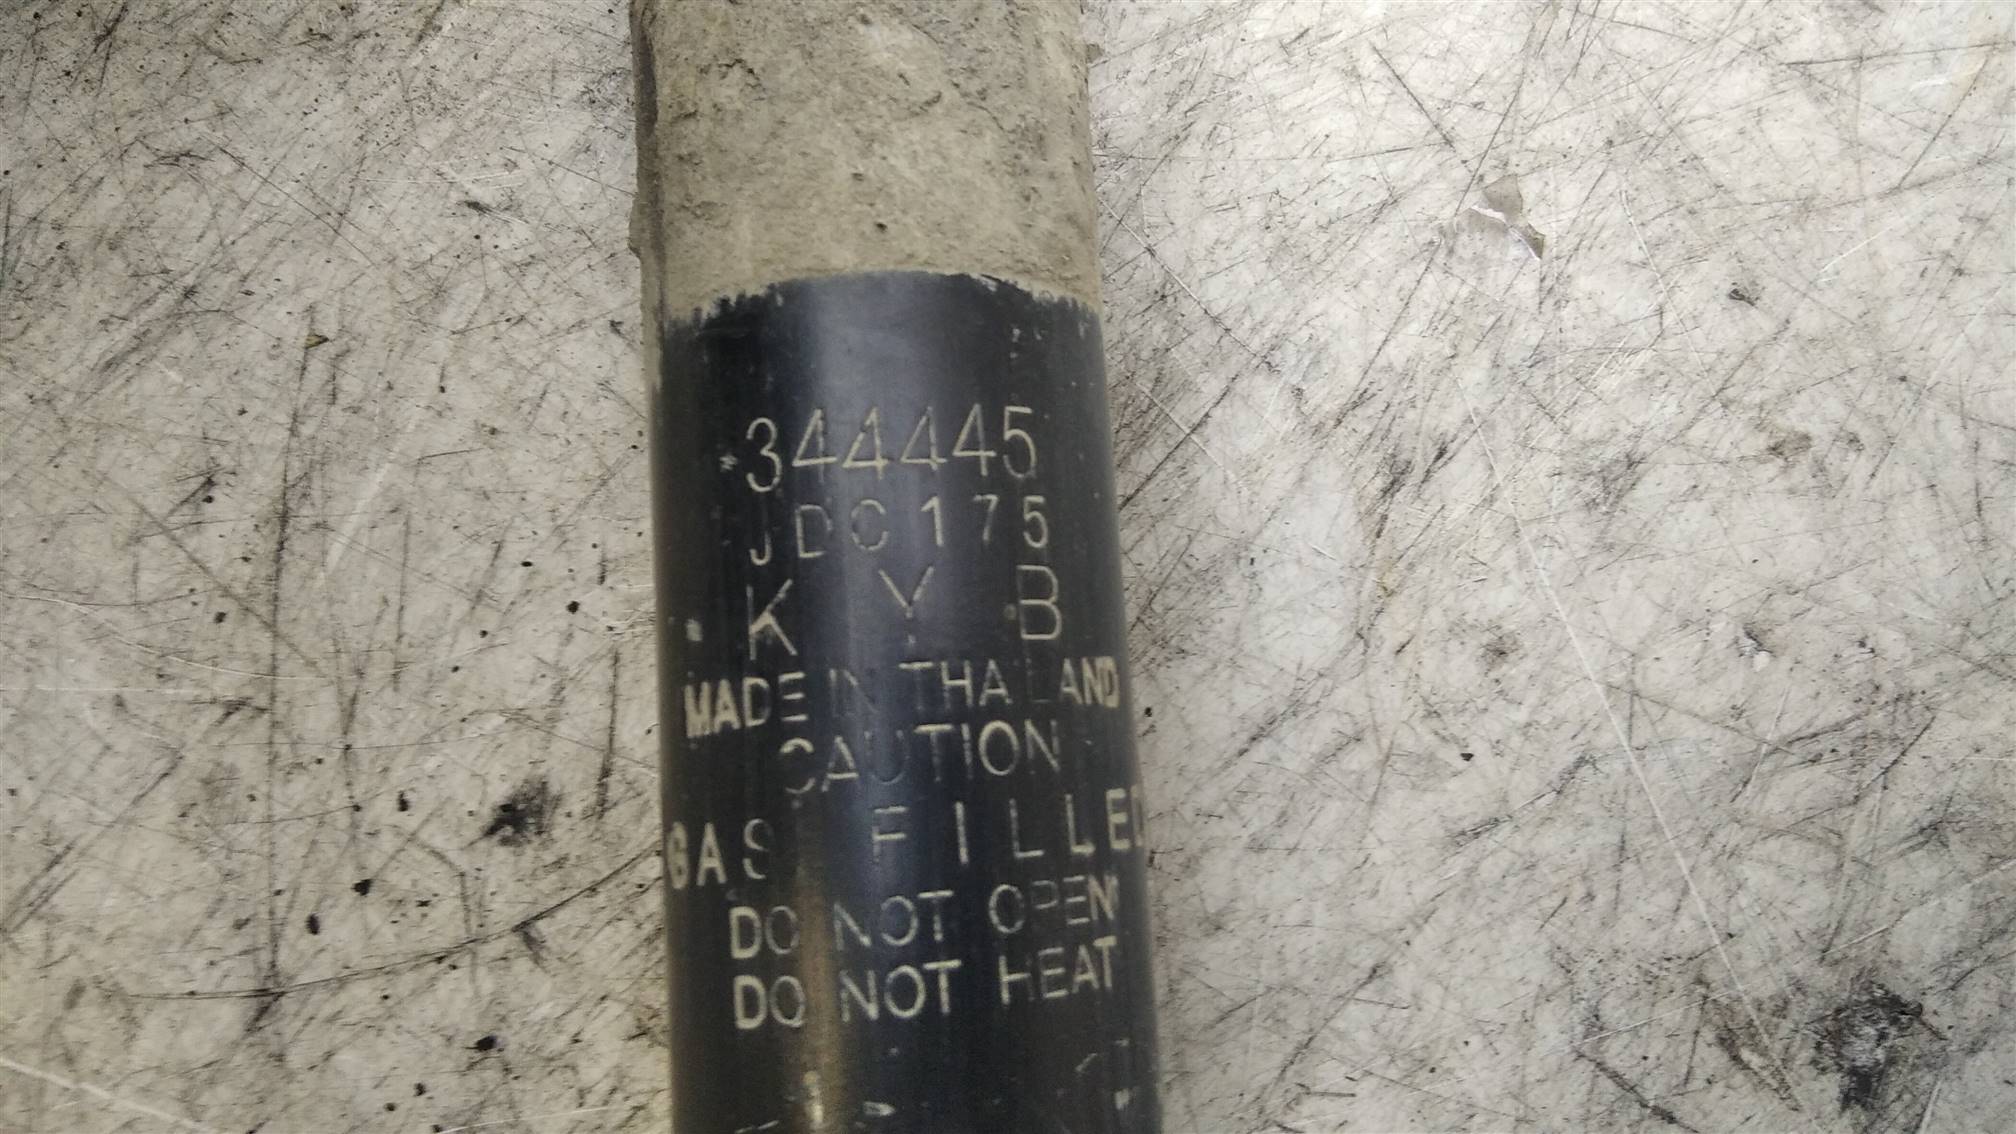 344445
JDC175
K Y B
MADE IN THAILAND
CAUTION
GAS FILLED
DO NOT OPEN
DO NOT HEAT